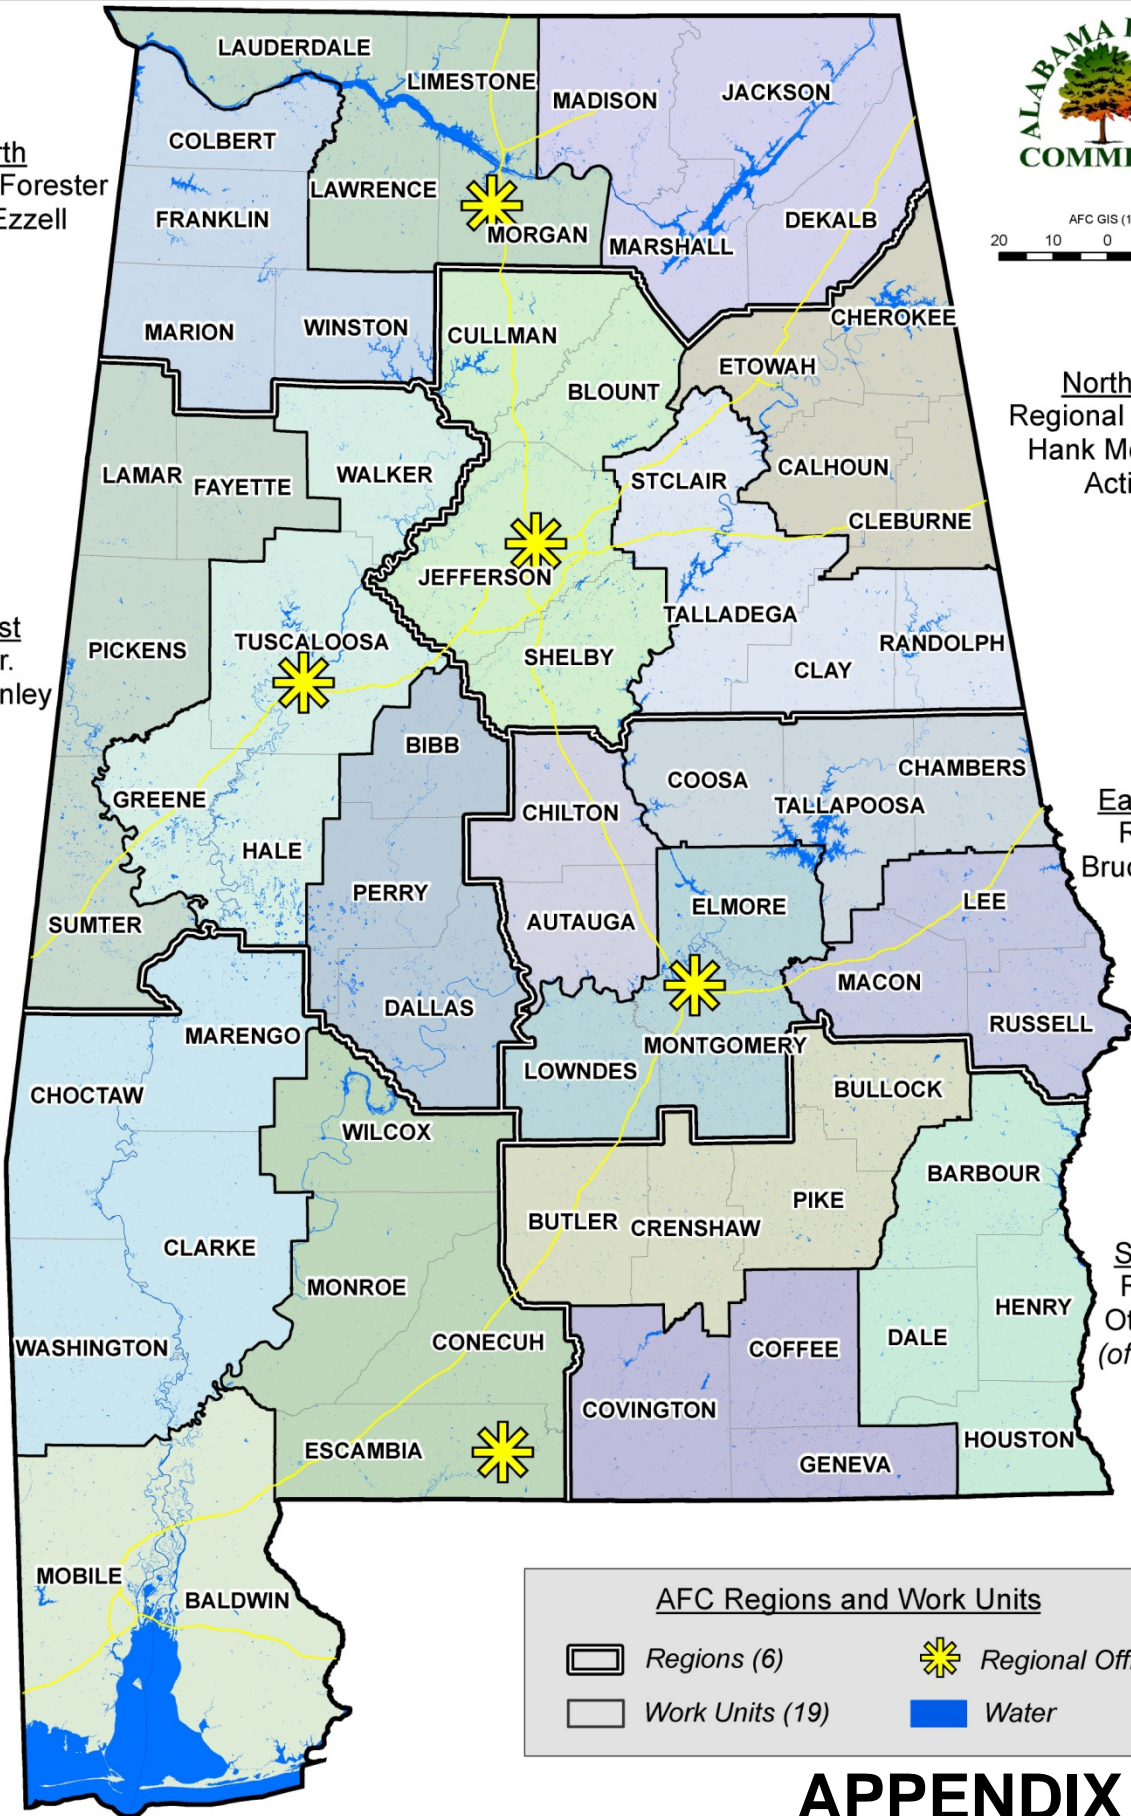 LAUDERDALE
LIMESTONE
MADISON
JACKSON
ALABAMA
COLBERT
LAWRENCE
FRANKLIN
MORGAN
MARSHALL
DEKALB
Forester
Ezzell
AFC GIS (1
20 10 0
MARION
WINSTON
CULLMAN
CHEROKEE
ETOWAH
BLOUNT
North
Regional
LAMAR
FAYETTE
WALKER
STCLAIR
CALHOUN
CLEBURNE
JEFFERSON
PICKENS
TUSCALOOSA
TALLADEGA
RANDOLPH
SHELBY
CLAY
BIBB
COOSA
CHAMBERS
GREENE
CHILTON
TALLAPOOSA
HALE
PERRY
AUTAUGA
ELMORE
LEE
SUMTER
MACON
DALLAS
RUSSELL
MARENGO
MONTGOMERY
LOWNDES
CHOCTAW
BULLOCK
WILCOX
BARBOUR
PIKE
BUTLER
CRENSHAW
CLARKE
MONROE
HENRY
WASHINGTON
CONECUH
COFFEE
DALE
COVINGTON
ESCAMBIA
HOUSTON
GENEVA
MOBILE
BALDWIN
AFC Regions and Work Units
Regions (6)
Regional Off
Work Units (19)
Water
APPENDIX